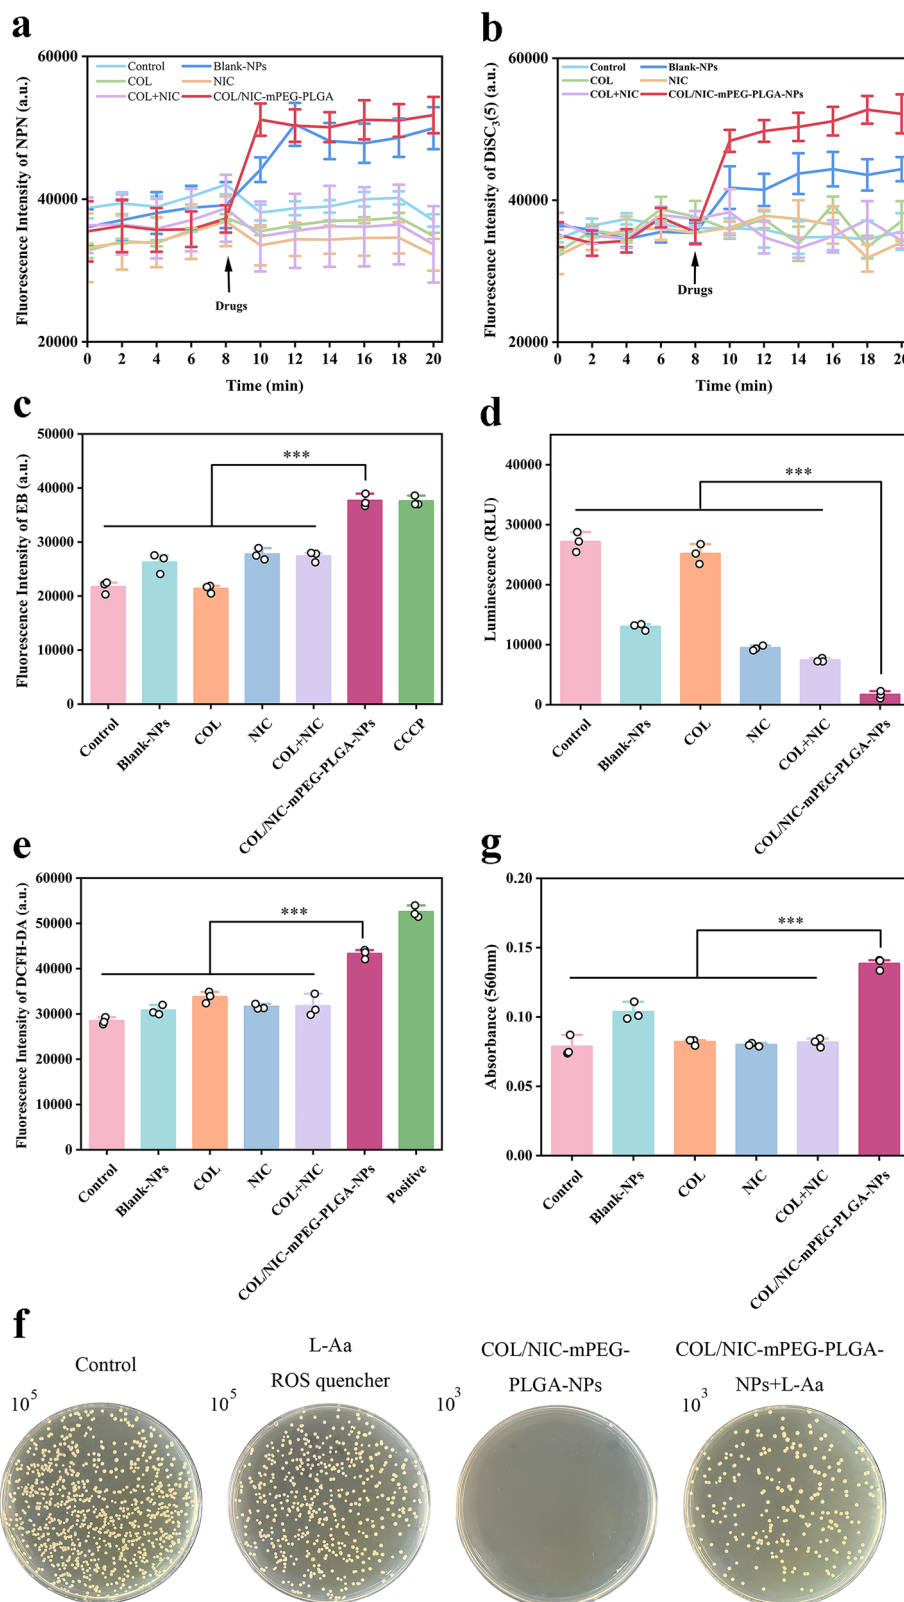 a
Fluorescence Intensity of NPN (a.u.)
60000
40000
20000
Control
Blank-NPs
COL
NIC
COL+NIC
COL/NIC-mPEG-PLGA
Drugs
0 2 4 6 8 10 12 14 16 18 20
Time (min)
b
Fluorescence Intensity of DiSC3(5) (a.u.)
60000
40000
20000
Control
Blank-NPs
COL
NIC
COL+NIC
COL/NIC-mPEG-PLGA-NPs
Drugs
0 2 4 6 8 10 12 14 16 18 20
Time (min)
c
Fluorescence Intensity of EB (a.u.)
50000
40000
30000
20000
10000
0
***
Control
Blank-NPs
COL
NIC
COL+NIC
COL/NIC-mPEG-PLGA-NPs
CCCP
d
Luminescence (RLU)
40000
30000
20000
10000
0
***
Control
Blank-NPs
COL
NIC
COL+NIC
COL/NIC-mPEG-PLGA-NPs
e
Fluorescence Intensity of DCFH-DA (a.u.)
60000
50000
40000
30000
20000
10000
0
***
Control
Blank-NPs
COL
NIC
COL+NIC
COL/NIC-mPEG-PLGA-NPs
Positive
g
Absorbance (560nm)
0.20
0.15
0.10
0.05
0.00
***
Control
Blank-NPs
COL
NIC
COL+NIC
COL/NIC-mPEG-PLGA-NPs
f
Control
10^5
L-Aa
ROS quencher
10^5
COL/NIC-mPEG-
PLGA-NPs
10^3
COL/NIC-mPEG-PLGA-
NPs+L-Aa
10^3